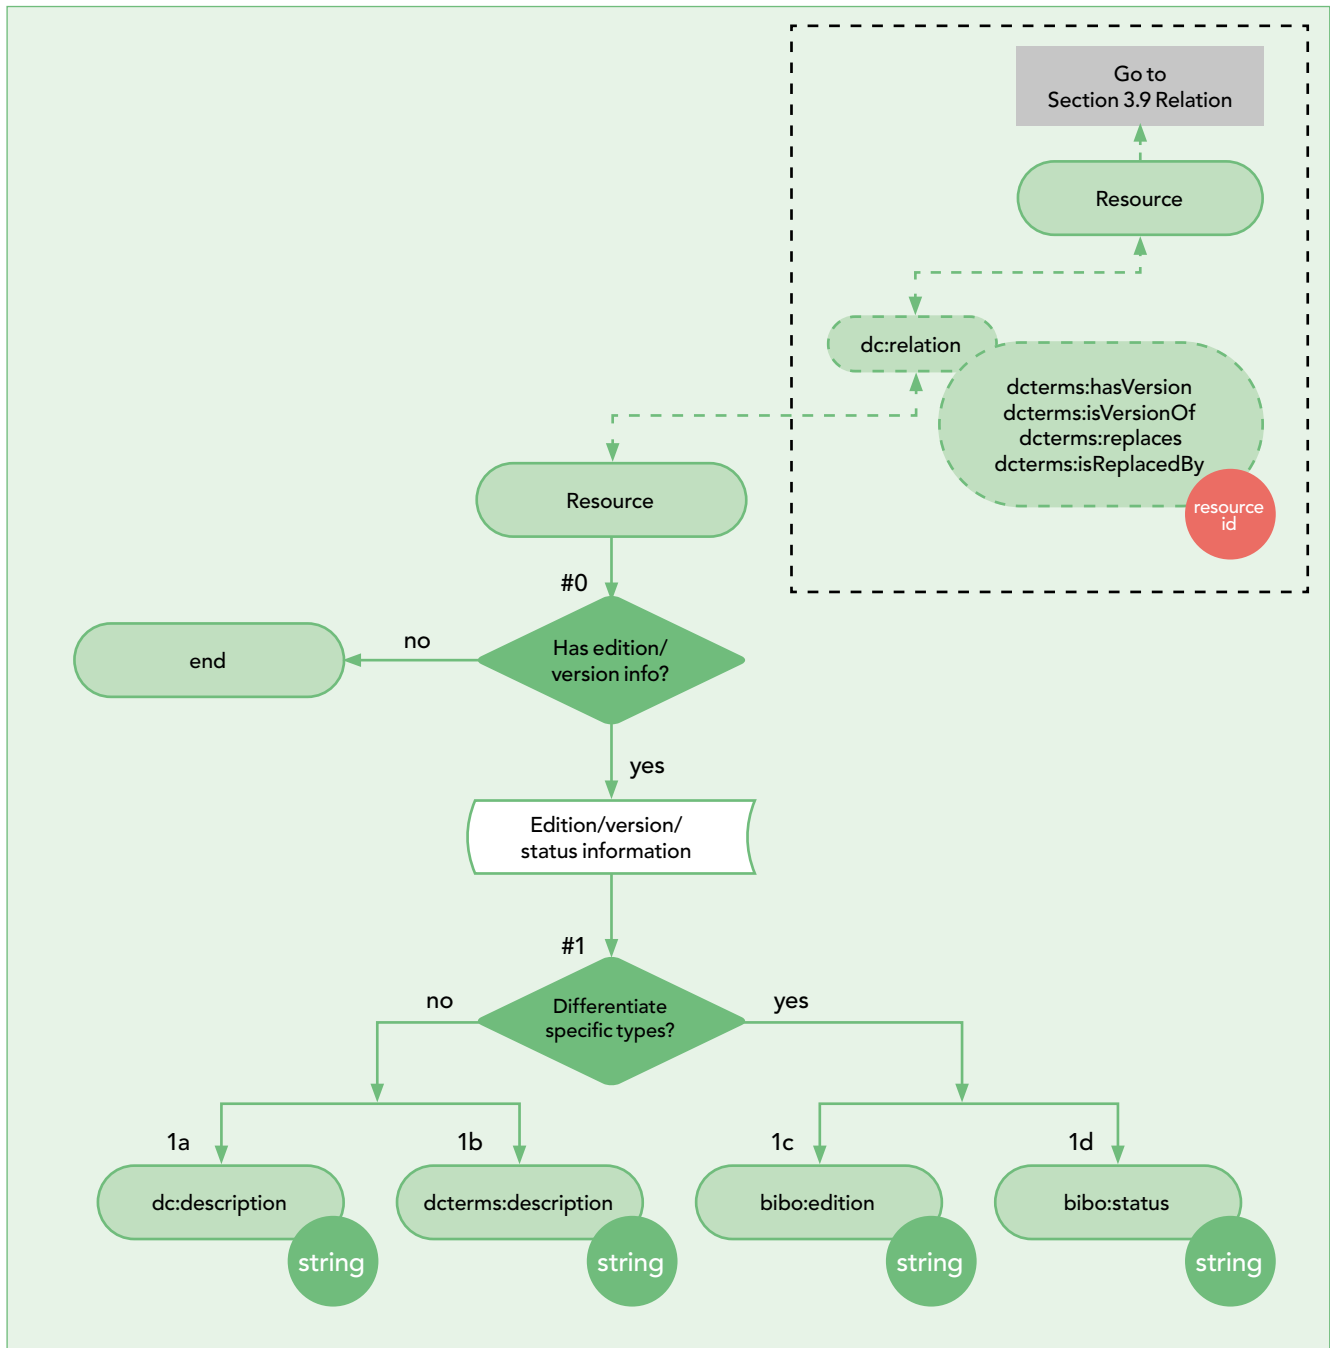 Go to
Section 3.9 Relation
Resource
dc:relation
dcterms:hasVersion
dcterms:isVersionOf
dcterms:replaces
dcterms:isReplacedBy
resource
id
Resource
#0
Has edition/
version info?
no
end
yes
Edition/version/
status information
#1
Differentiate
specific types?
no
yes
1a
1b
1c
1d
dc:description
dcterms:description
bibo:edition
bibo:status
string
string
string
string